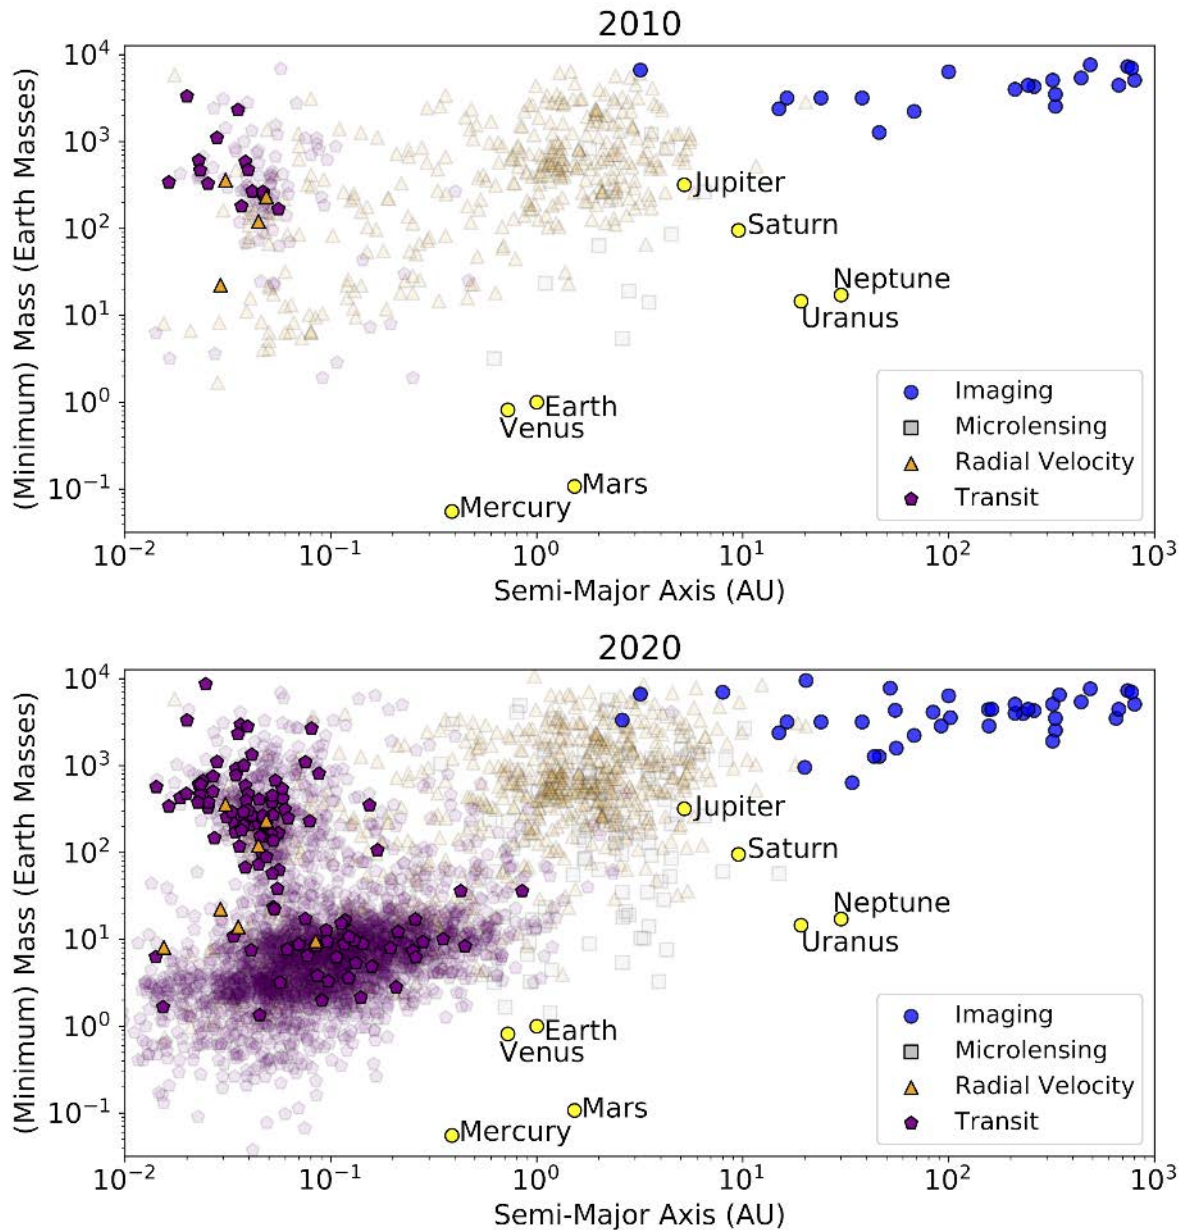 2010
(Minimum) Mass (Earth Masses)
10^4
10^3
10^2
10^1
10^0
10^-1
Jupiter
Saturn
Neptune
Uranus
Earth
Venus
Mars
Mercury
Imaging
Microlensing
Radial Velocity
Transit
10^-2 10^-1 10^0 10^1 10^2 10^3
Semi-Major Axis (AU)
2020
(Minimum) Mass (Earth Masses)
10^4
10^3
10^2
10^1
10^0
10^-1
Jupiter
Saturn
Neptune
Uranus
Earth
Venus
Mars
Mercury
Imaging
Microlensing
Radial Velocity
Transit
10^-2 10^-1 10^0 10^1 10^2 10^3
Semi-Major Axis (AU)